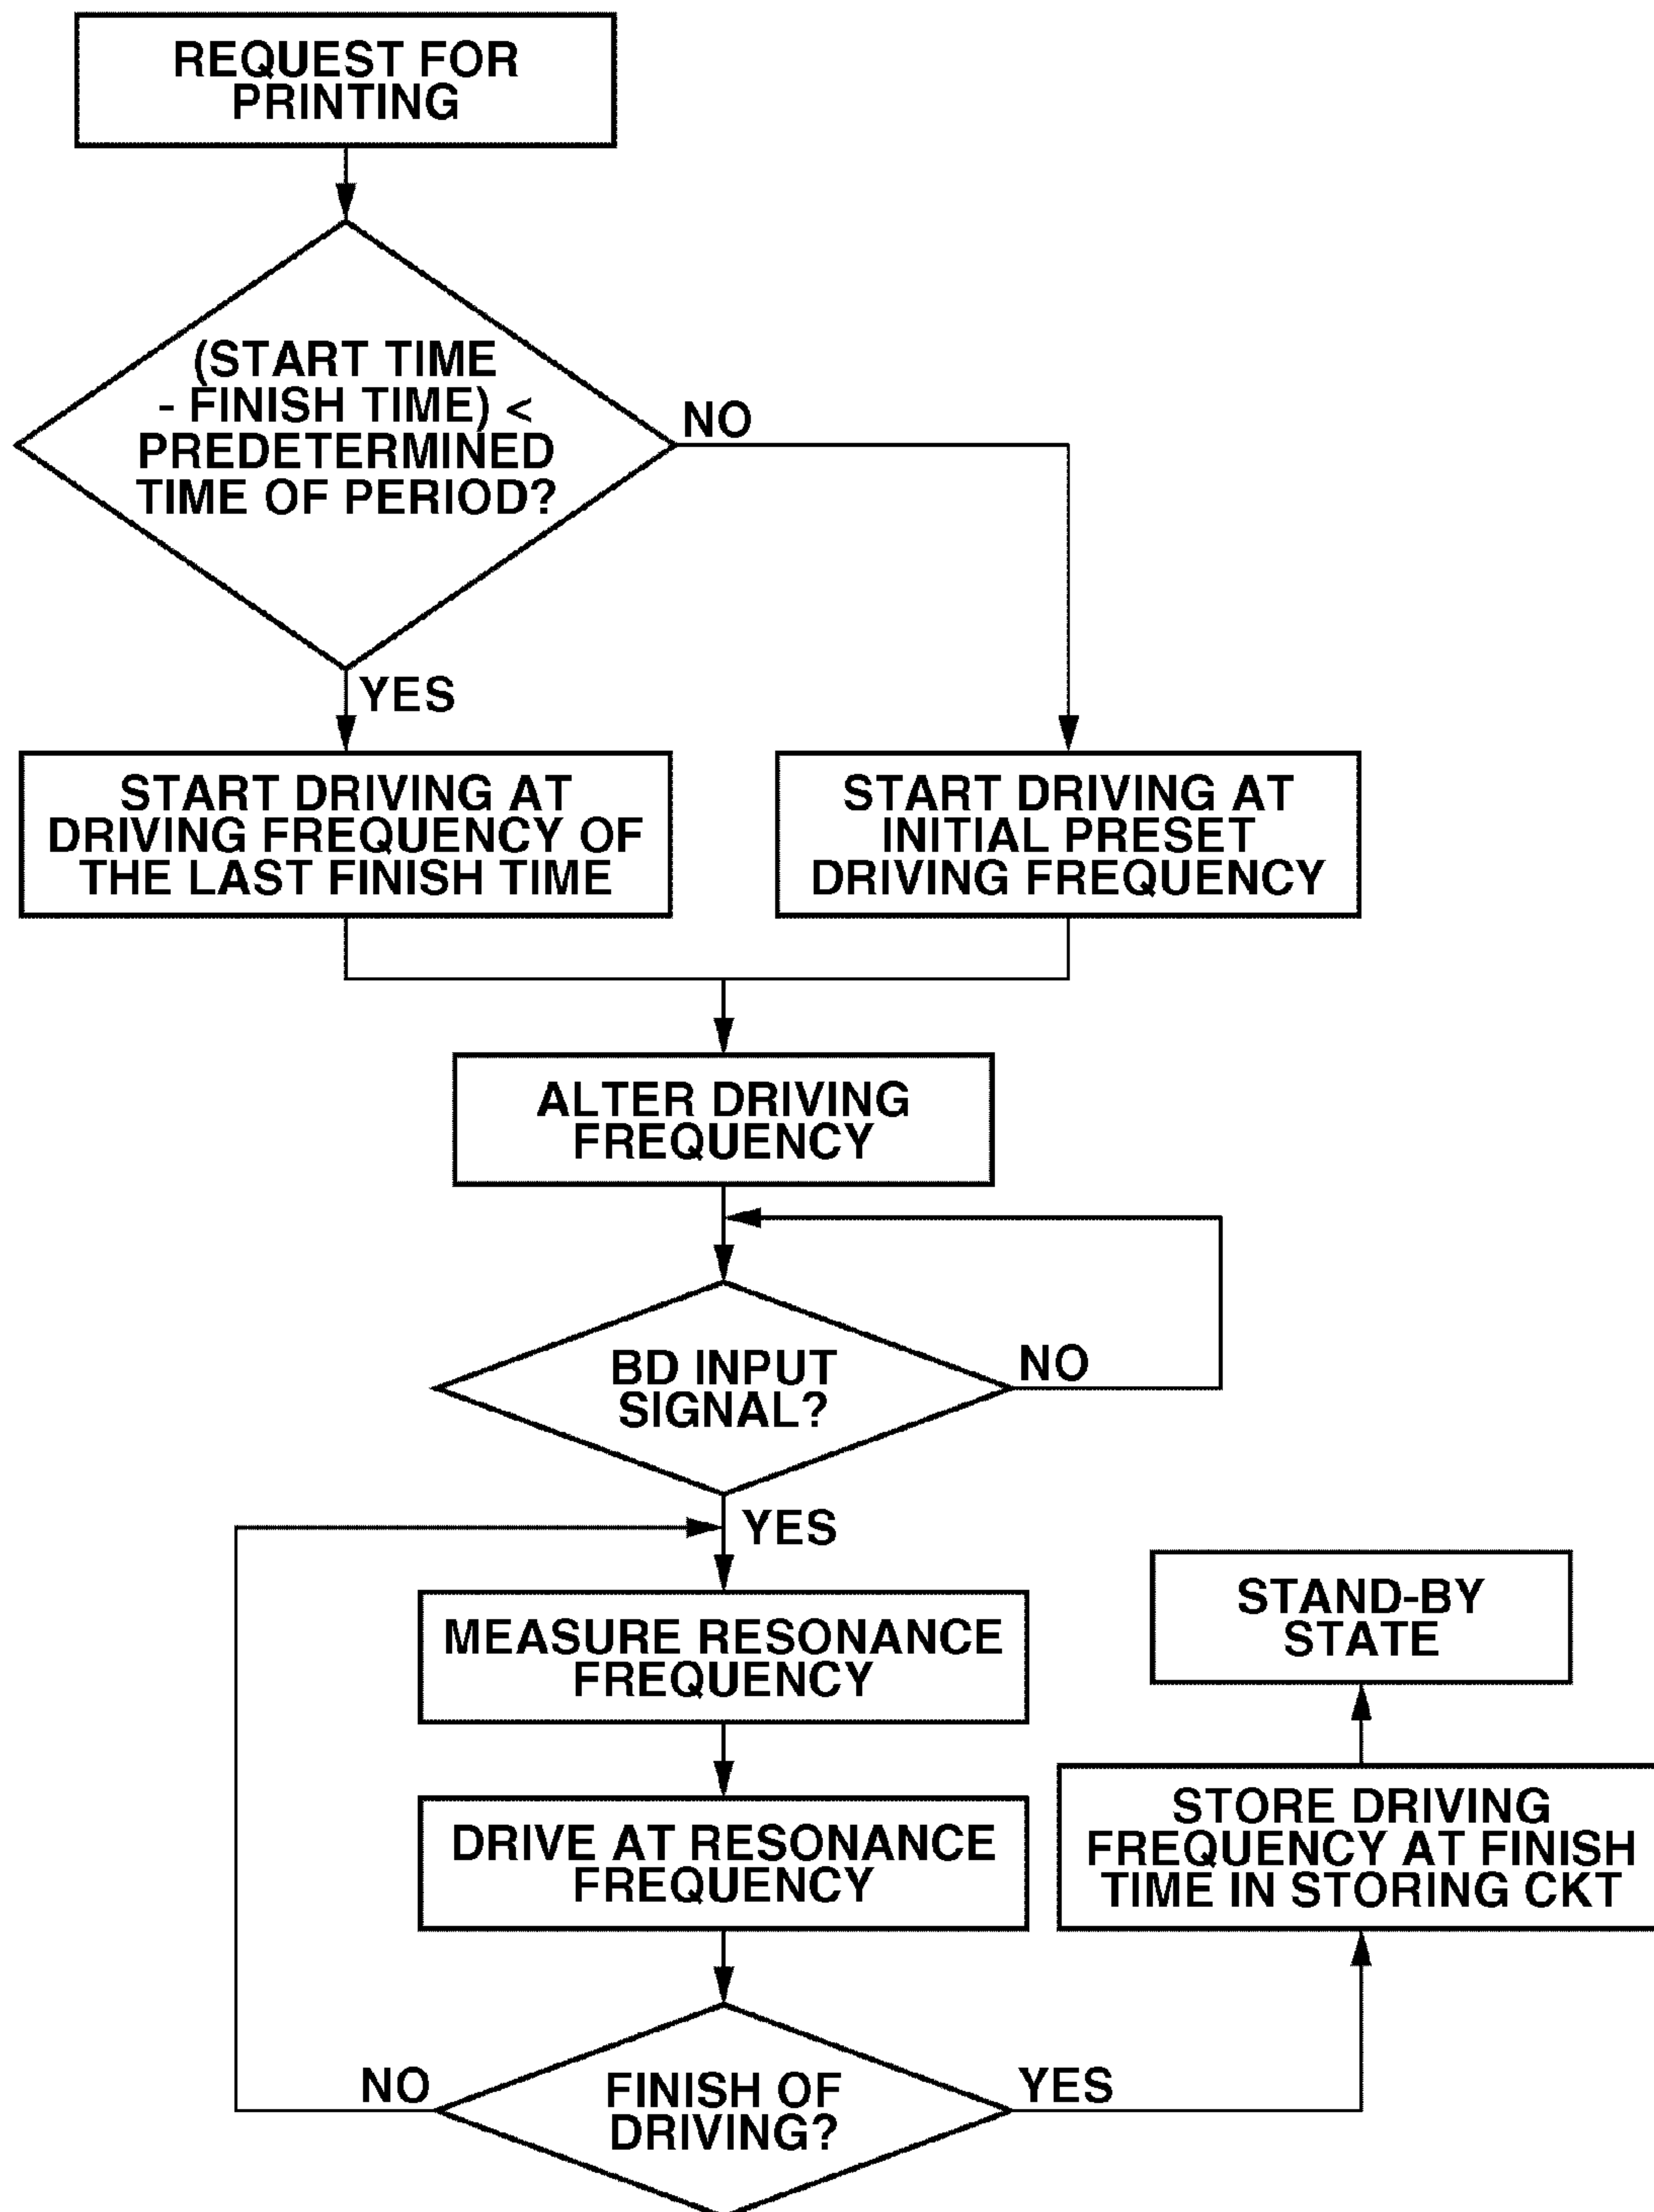 REQUEST FOR
PRINTING
(START TIME
- FINISH TIME) <
PREDETERMINED
TIME OF PERIOD?
NO
YES
START DRIVING AT
DRIVING FREQUENCY OF
THE LAST FINISH TIME
START DRIVING AT
INITIAL PRESET
DRIVING FREQUENCY
ALTER DRIVING
FREQUENCY
BD INPUT
SIGNAL?
NO
YES
MEASURE RESONANCE
FREQUENCY
STAND-BY
STATE
DRIVE AT RESONANCE
FREQUENCY
STORE DRIVING
FREQUENCY AT FINISH
TIME IN STORING CKT
FINISH OF
DRIVING?
NO
YES